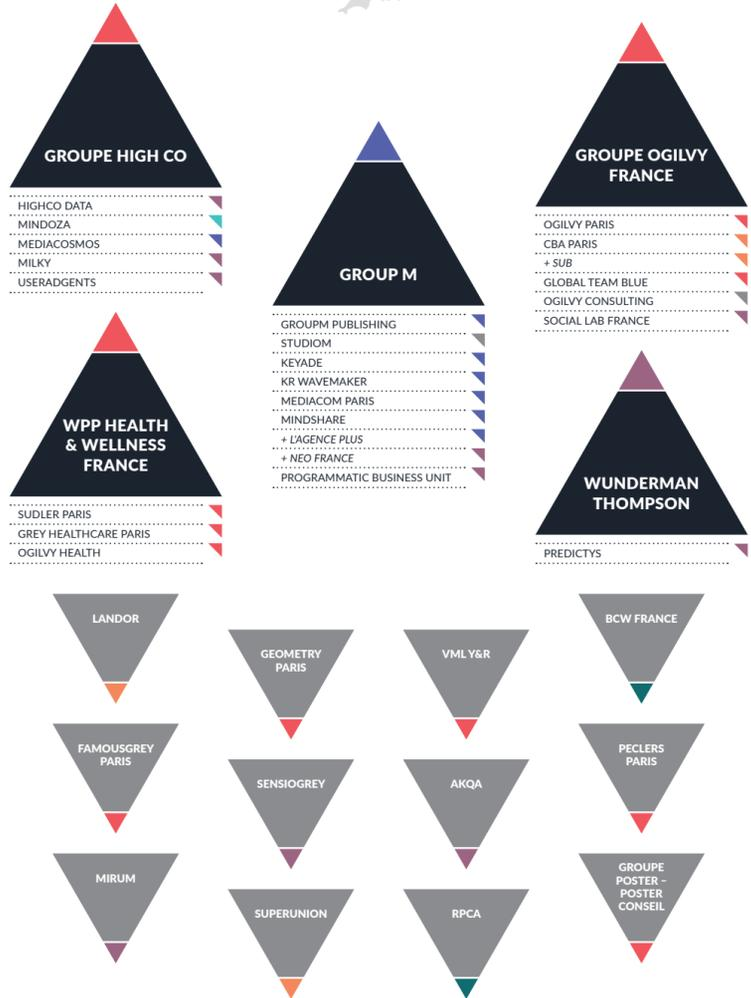 GROUPE HIGH CO
HIGHCO DATA
MINDOZA
MEDIACOSMOS
MILKY
USERADGENTS
WPP HEALTH
& WELLNESS
FRANCE
SUDLER PARIS
GREY HEALTHCARE PARIS
OGILVY HEALTH
GROUP M
GROUPM PUBLISHING
STUDIOM
KEYADE
KR WAVEMAKER
MEDIACOM PARIS
MINDSHARE
+ L'AGENCE PLUS
+ NEO FRANCE
PROGRAMMATIC BUSINESS UNIT
GROUPE OGILVY
FRANCE
OGILVY PARIS
CBA PARIS
+ SUB
GLOBAL TEAM BLUE
OGILVY CONSULTING
SOCIAL LAB FRANCE
WUNDERMAN
THOMPSON
PREDICTYS
LANDOR
GEOMETRY
PARIS
VML Y&R
BCW FRANCE
FAMOUSGREY
PARIS
SENSIOGREY
AKQA
PECLERS
PARIS
MIRUM
SUPERUNION
RPCA
GROUPE
POSTER –
POSTER
CONSEIL